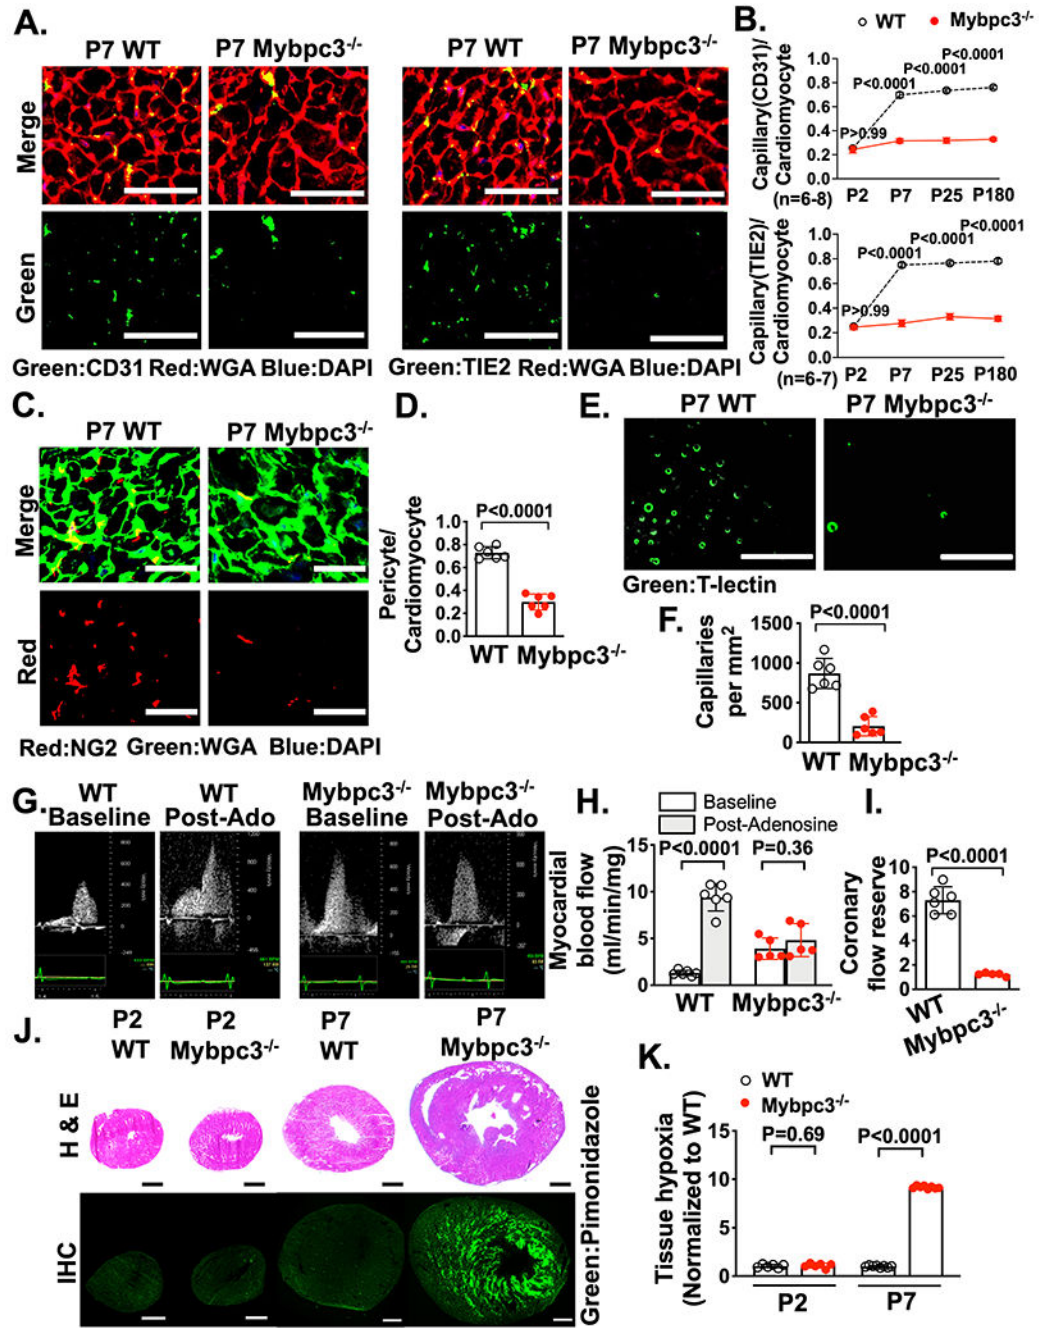 A.
P7 WT
P7 Mybpc3-/-
P7 WT
P7 Mybpc3-/-
Merge
Green
Green:CD31 Red:WGA Blue:DAPI
Green:TIE2 Red:WGA Blue:DAPI
B.
WT
Mybpc3-/-
Capillary(CD31)/
Cardiomyocyte
1.0
0.8
0.6
0.4
0.2
0.0
P>0.99
P<0.0001
P<0.0001
P<0.0001
(n=6-8)
P2
P7
P25
P180
Capillary(TIE2)/
Cardiomyocyte
1.0
0.8
0.6
0.4
0.2
0.0
P>0.99
P<0.0001
P<0.0001
P<0.0001
(n=6-7)
P2
P7
P25
P180
C.
P7 WT
P7 Mybpc3-/-
Merge
Red
Red:NG2 Green:WGA Blue:DAPI
D.
Pericyte/
Cardiomyocyte
1.0
0.8
0.6
0.4
0.2
0.0
P<0.0001
WT
Mybpc3-/-
E.
P7 WT
P7 Mybpc3-/-
Green:T-lectin
F.
Capillaries
per mm2
1500
1000
500
0
P<0.0001
WT
Mybpc3-/-
G.
WT
Baseline
WT
Post-Ado
Mybpc3-/-
Baseline
Mybpc3-/-
Post-Ado
H.
Baseline
Post-Adenosine
Myocardial
blood flow
(ml/min/mg)
15
10
5
0
P<0.0001
P=0.36
WT
Mybpc3-/-
I.
Coronary
flow reserve
10
8
6
4
2
0
P<0.0001
WT
Mybpc3-/-
J.
P2
WT
P2
Mybpc3-/-
P7
WT
P7
Mybpc3-/-
H & E
IHC
Green:Pimonidazole
K.
WT
Mybpc3-/-
Tissue hypoxia
(Normalized to WT)
15
10
5
0
P=0.69
P<0.0001
P2
P7